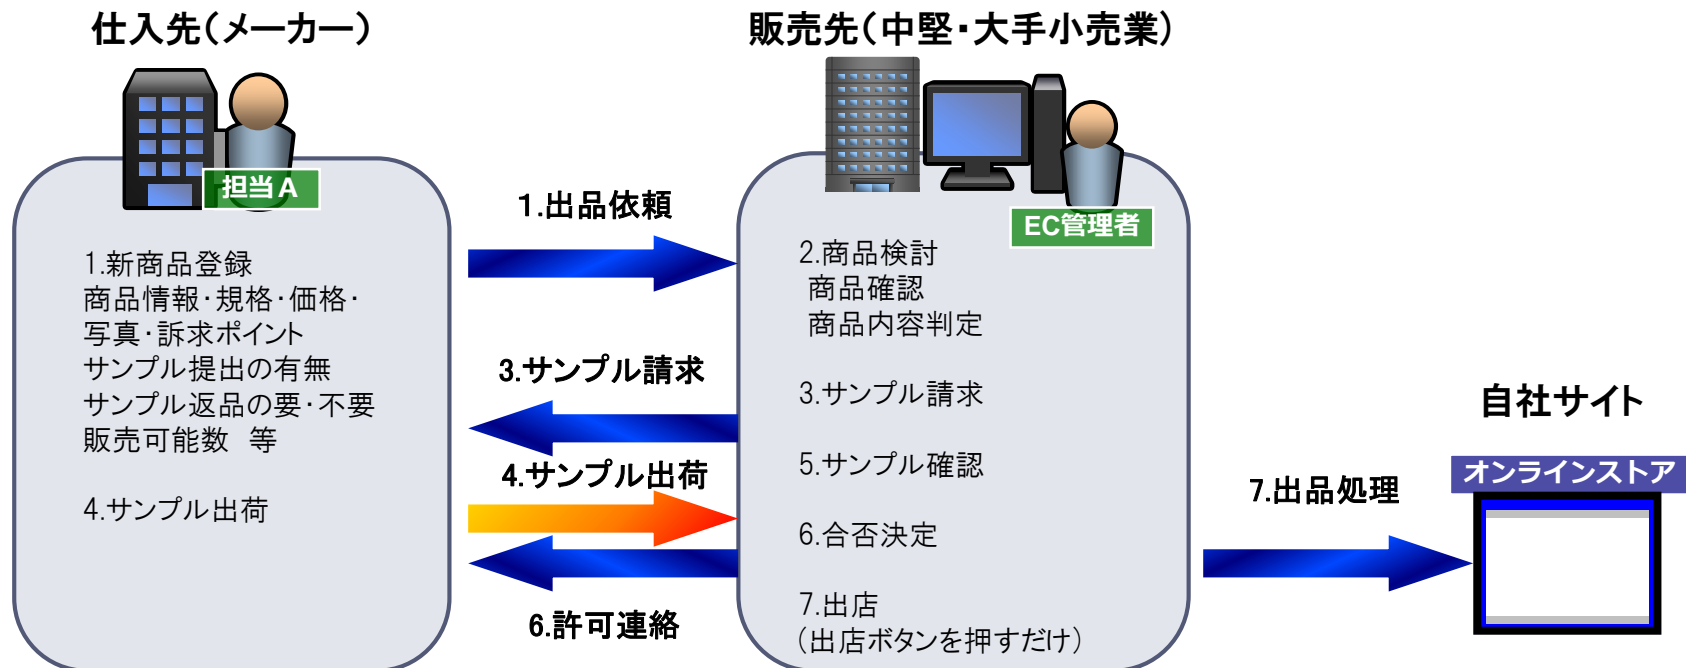 仕入先（メーカー）
担当A
1.新商品登録
商品情報・規格・価格・
写真・訴求ポイント
サンプル提出の有無
サンプル返品の要・不要
販売可能数　等
4.サンプル出荷
1.出品依頼
3.サンプル請求
4.サンプル出荷
6.許可連絡
販売先（中堅・大手小売業）
EC管理者
2.商品検討
商品確認
商品内容判定
3.サンプル請求
5.サンプル確認
6.合否決定
7.出店
（出店ボタンを押すだけ）
7.出品処理
自社サイト
オンラインストア